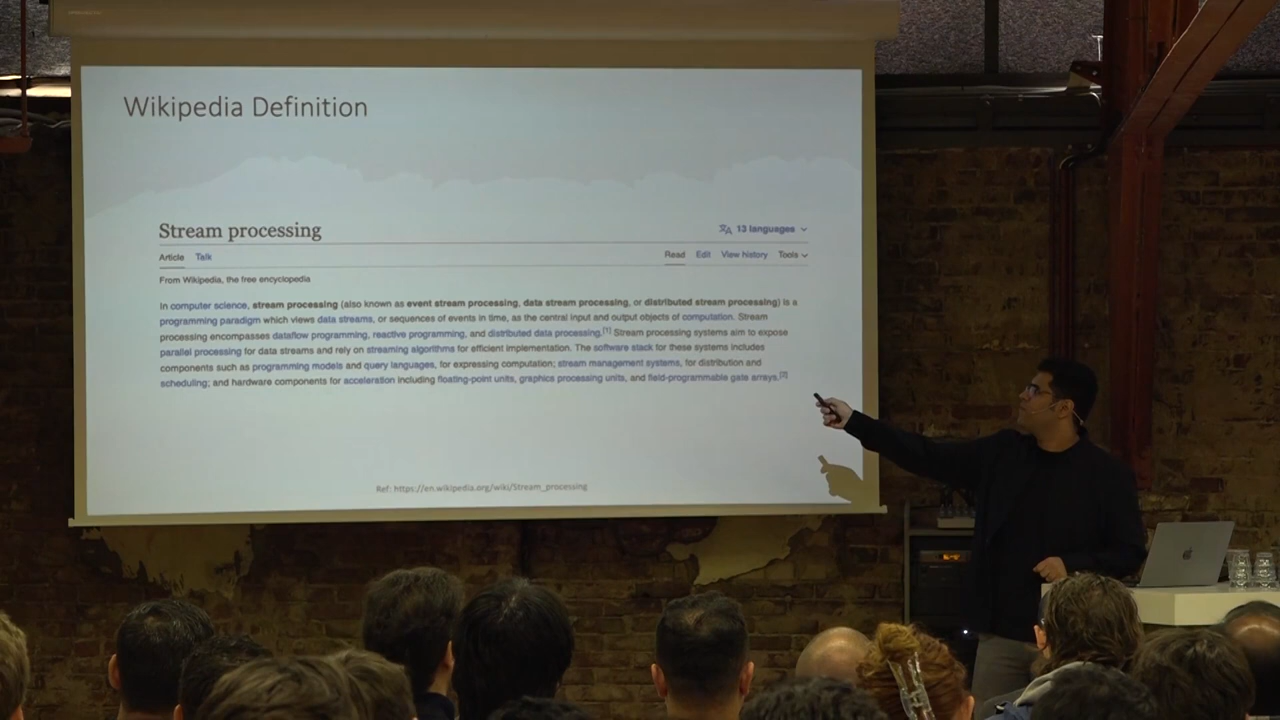 Wikipedia Definition
Stream processing
13 languages
Article Talk
Read Edit View history Tools
From Wikipedia, the free encyclopedia
In computer science, stream processing (also known as event stream processing, data stream processing, or distributed stream processing) is a
programming paradigm which views data streams, or sequences of events in time, as the central input and output objects of computation. Stream
processing encompasses dataflow programming, reactive programming, and distributed data processing.[1] Stream processing systems aim to expose
parallel processing for data streams and rely on streaming algorithms for efficient implementation. The software stack for these systems includes
components such as programming models and query languages, for expressing computation; stream management systems, for distribution and
scheduling; and hardware components for acceleration including floating-point units, graphics processing units, and field-programmable gate arrays.[2]
Ref: https://en.wikipedia.org/wiki/Stream_processing